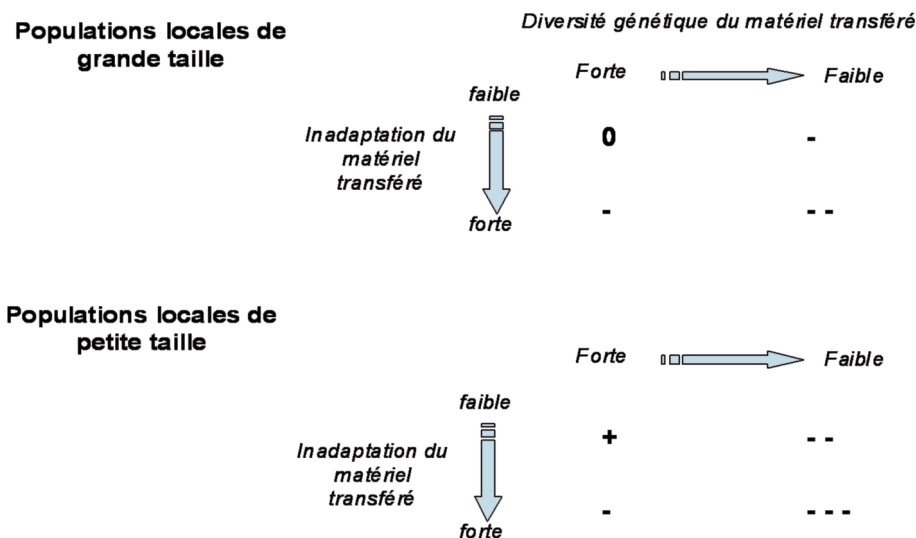 Diversité génétique du matériel transféré
Populations locales de
grande taille
Forte
Faible
faible
Inadaptation du
matériel
transféré
0
-
forte
-
- -
Populations locales de
petite taille
Forte
Faible
faible
Inadaptation du
matériel
transféré
+
- -
forte
-
- - -